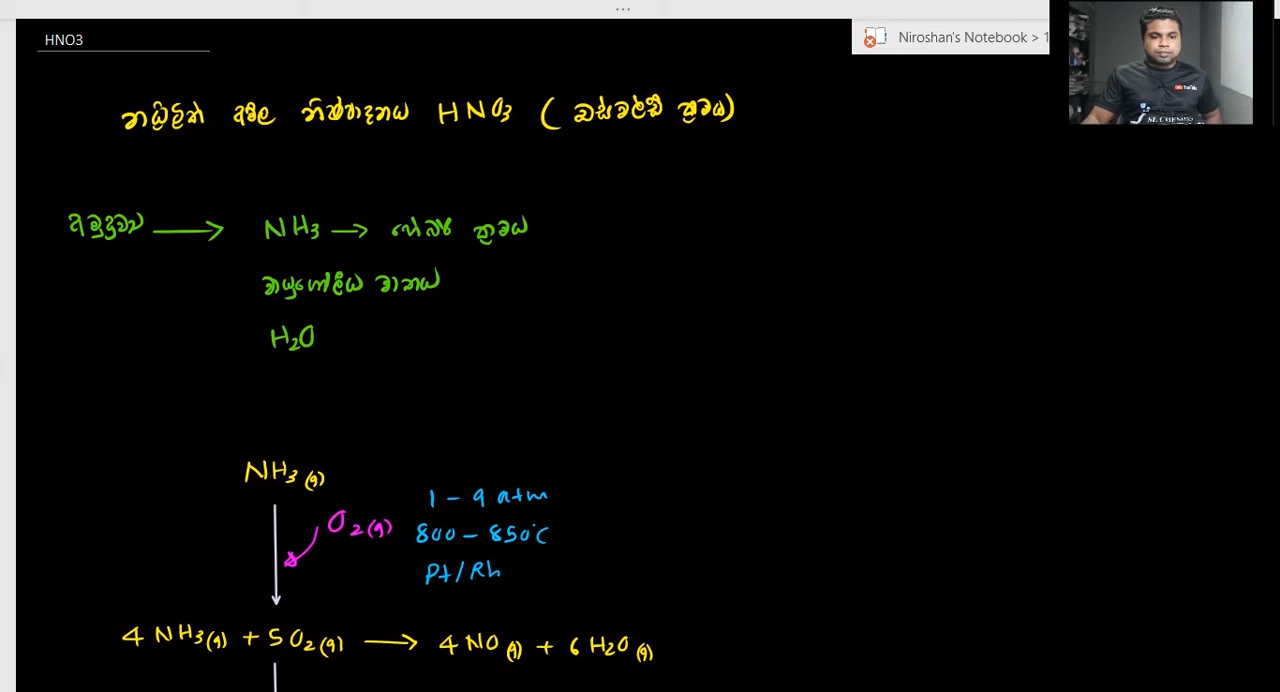 ...
HNO3
Niroshan's Notebook > 1
නයිට්‍රික් අම්ල නිෂ්පාදනය HNO3 ( ඔස්වල්ඩ් ක්‍රමය)
අමුද්‍රව්‍ය → NH3 → හේබර් ක්‍රමය
වායුගෝලීය වාතය
H2O
NH3(g)
O2(g)
1 - 9 atm
800 - 850°C
Pt/Rh
4 NH3(g) + 5 O2(g) → 4 NO(g) + 6 H2O(g)